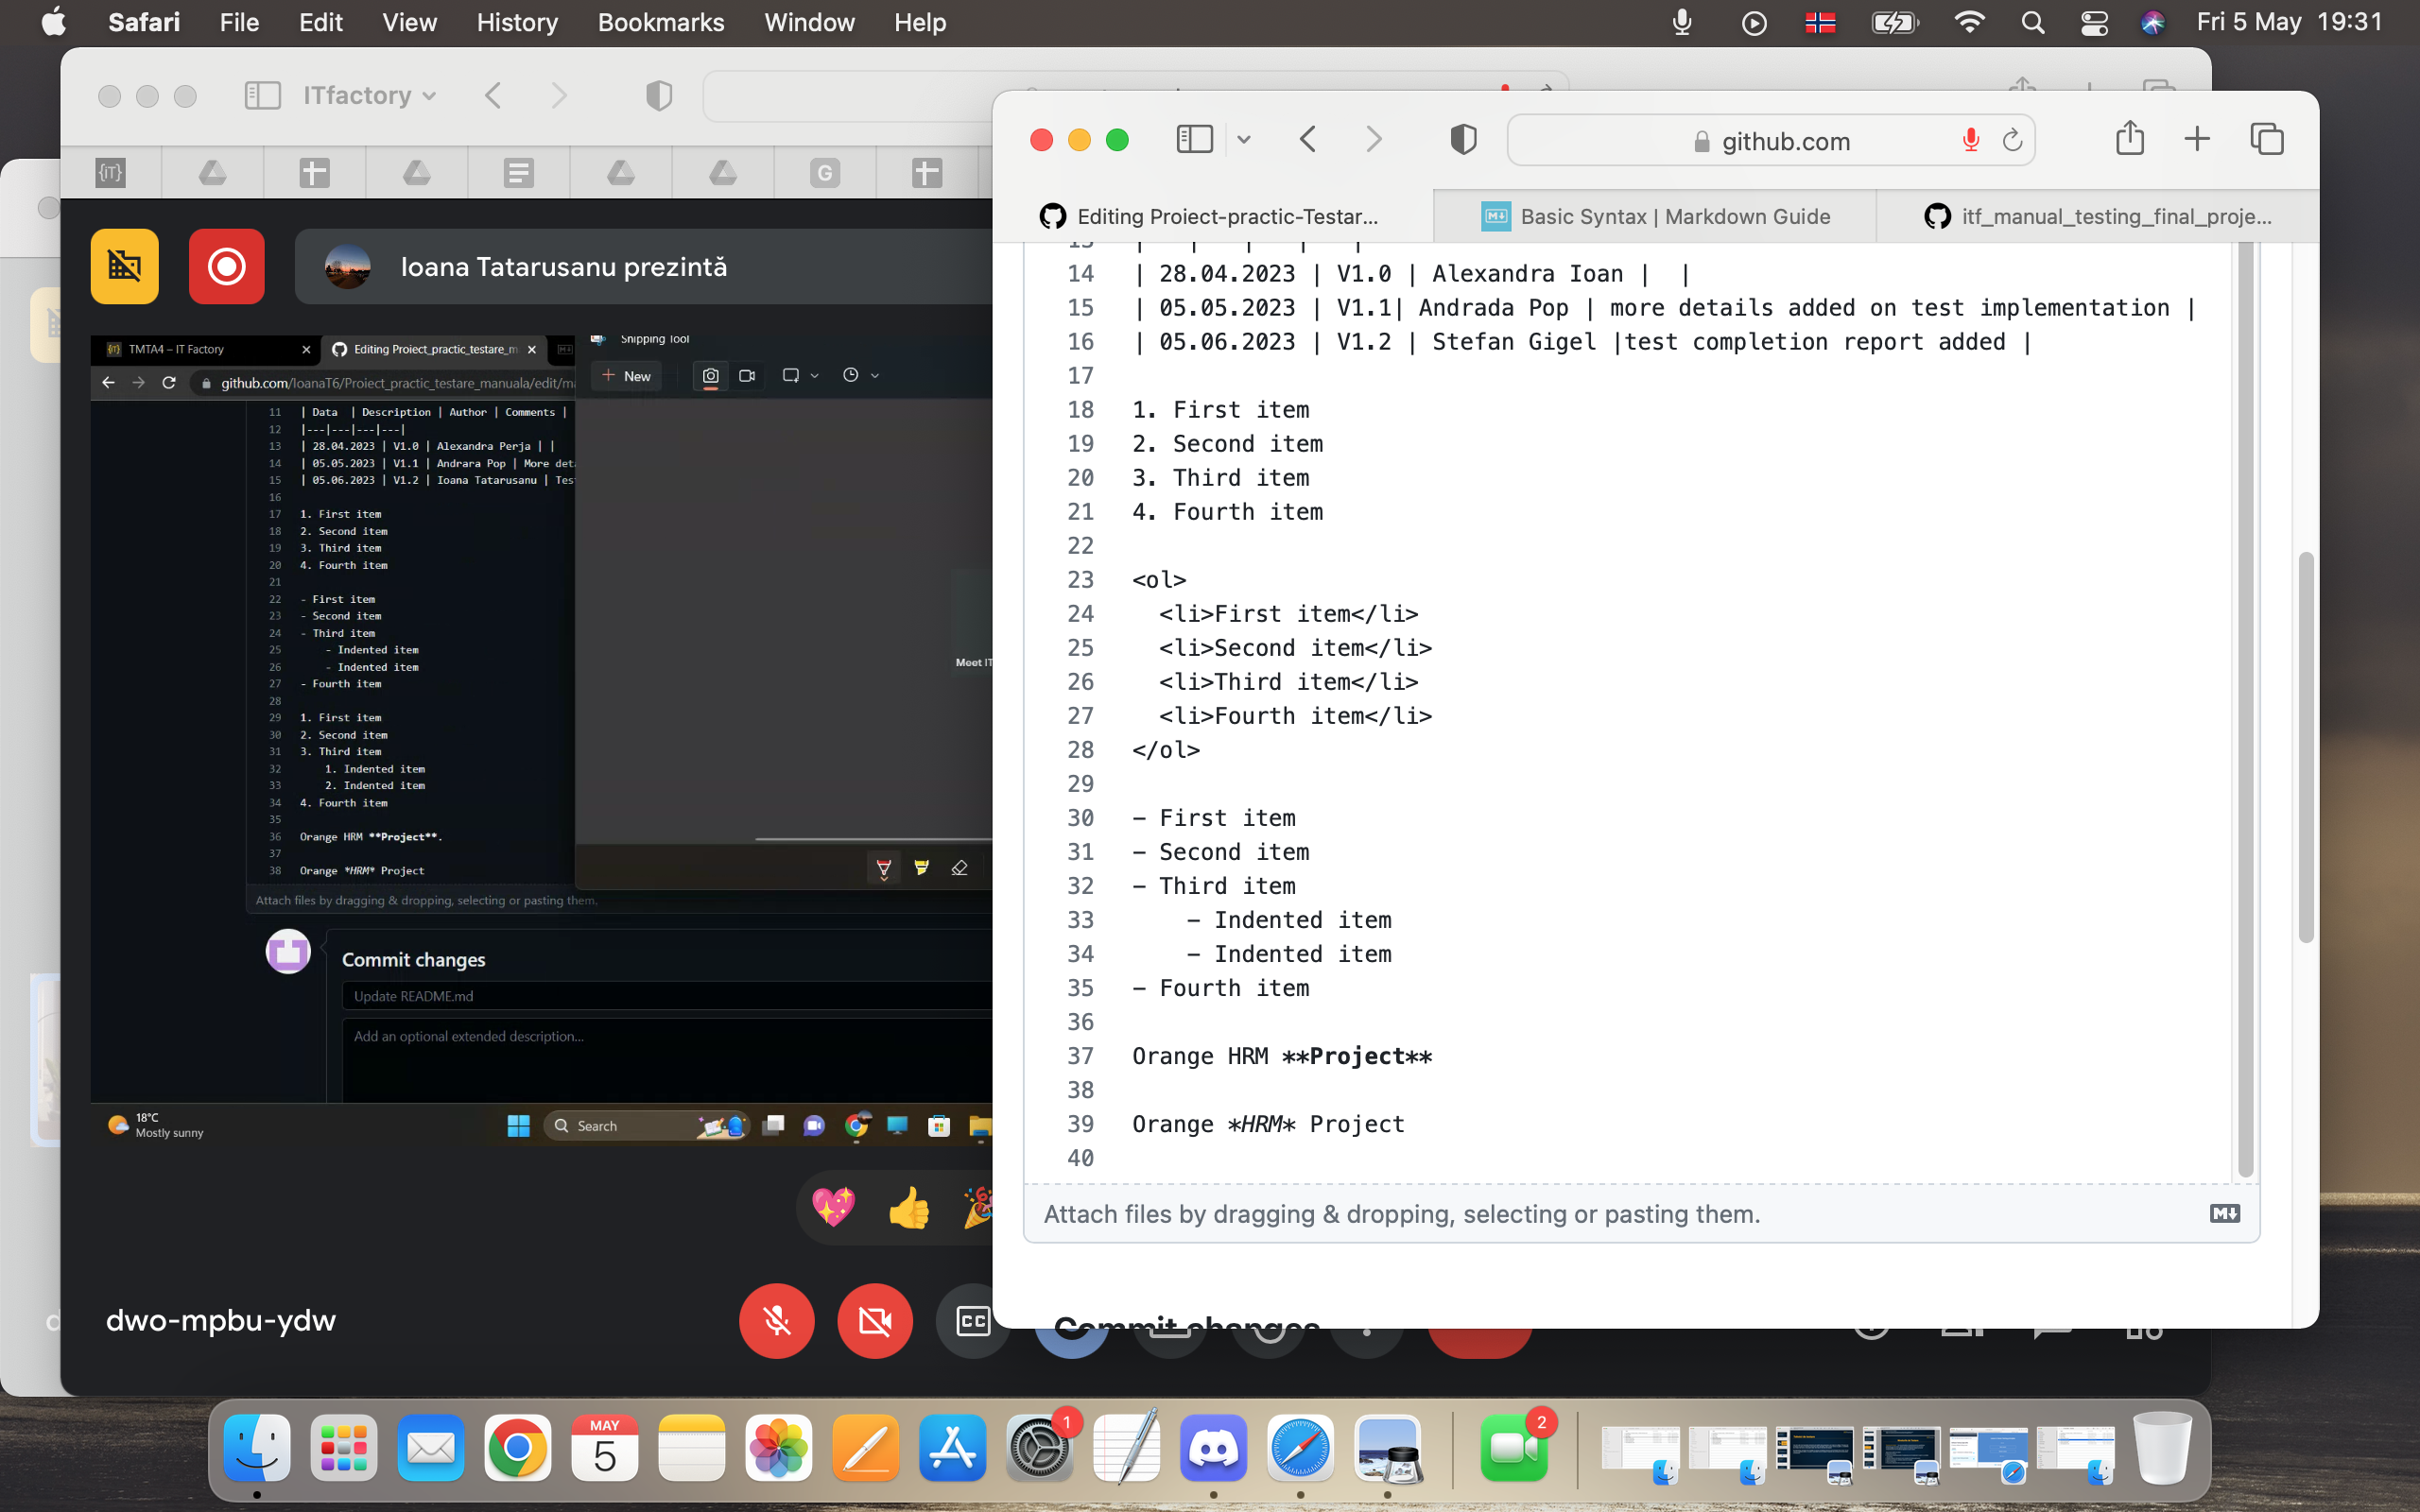 Safari File Edit View History Bookmarks Window Help Fri 5 May 19:31
ITfactory
github.com
Editing Proiect-practic-Testar... Basic Syntax | Markdown Guide itf_manual_testing_final_proje...
Ioana Tatarusanu prezintă
TMTA4 – IT Factory Editing Proiect_practic_testare_m
github.com/IoanaT6/Proiect_practic_testare_manuala/edit/ma
Snipping Tool
New
11 | Data | Description | Author | Comments |
12 |---|---|---|---|
13 | 28.04.2023 | V1.0 | Alexandra Perja | |
14 | 05.05.2023 | V1.1 | Andrara Pop | More deta
15 | 05.06.2023 | V1.2 | Ioana Tatarusanu | Tes
16
17 1. First item
18 2. Second item
19 3. Third item
20 4. Fourth item
21
22 - First item
23 - Second item
24 - Third item
25 - Indented item
26 - Indented item
27 - Fourth item
28
29 1. First item
30 2. Second item
31 3. Third item
32 1. Indented item
33 2. Indented item
34 4. Fourth item
35
36 Orange HRM **Project**.
37
38 Orange *HRM* Project
Attach files by dragging & dropping, selecting or pasting them.
Meet IT
Commit changes
Update README.md
Add an optional extended description...
18°C
Mostly sunny
Search
dwo-mpbu-ydw
14 | 28.04.2023 | V1.0 | Alexandra Ioan | |
15 | 05.05.2023 | V1.1| Andrada Pop | more details added on test implementation |
16 | 05.06.2023 | V1.2 | Stefan Gigel |test completion report added |
17
18 1. First item
19 2. Second item
20 3. Third item
21 4. Fourth item
22
23 <ol>
24 <li>First item</li>
25 <li>Second item</li>
26 <li>Third item</li>
27 <li>Fourth item</li>
28 </ol>
29
30 - First item
31 - Second item
32 - Third item
33 - Indented item
34 - Indented item
35 - Fourth item
36
37 Orange HRM **Project**
38
39 Orange *HRM* Project
40
Attach files by dragging & dropping, selecting or pasting them.
Commit changes
MAY
5
1
2